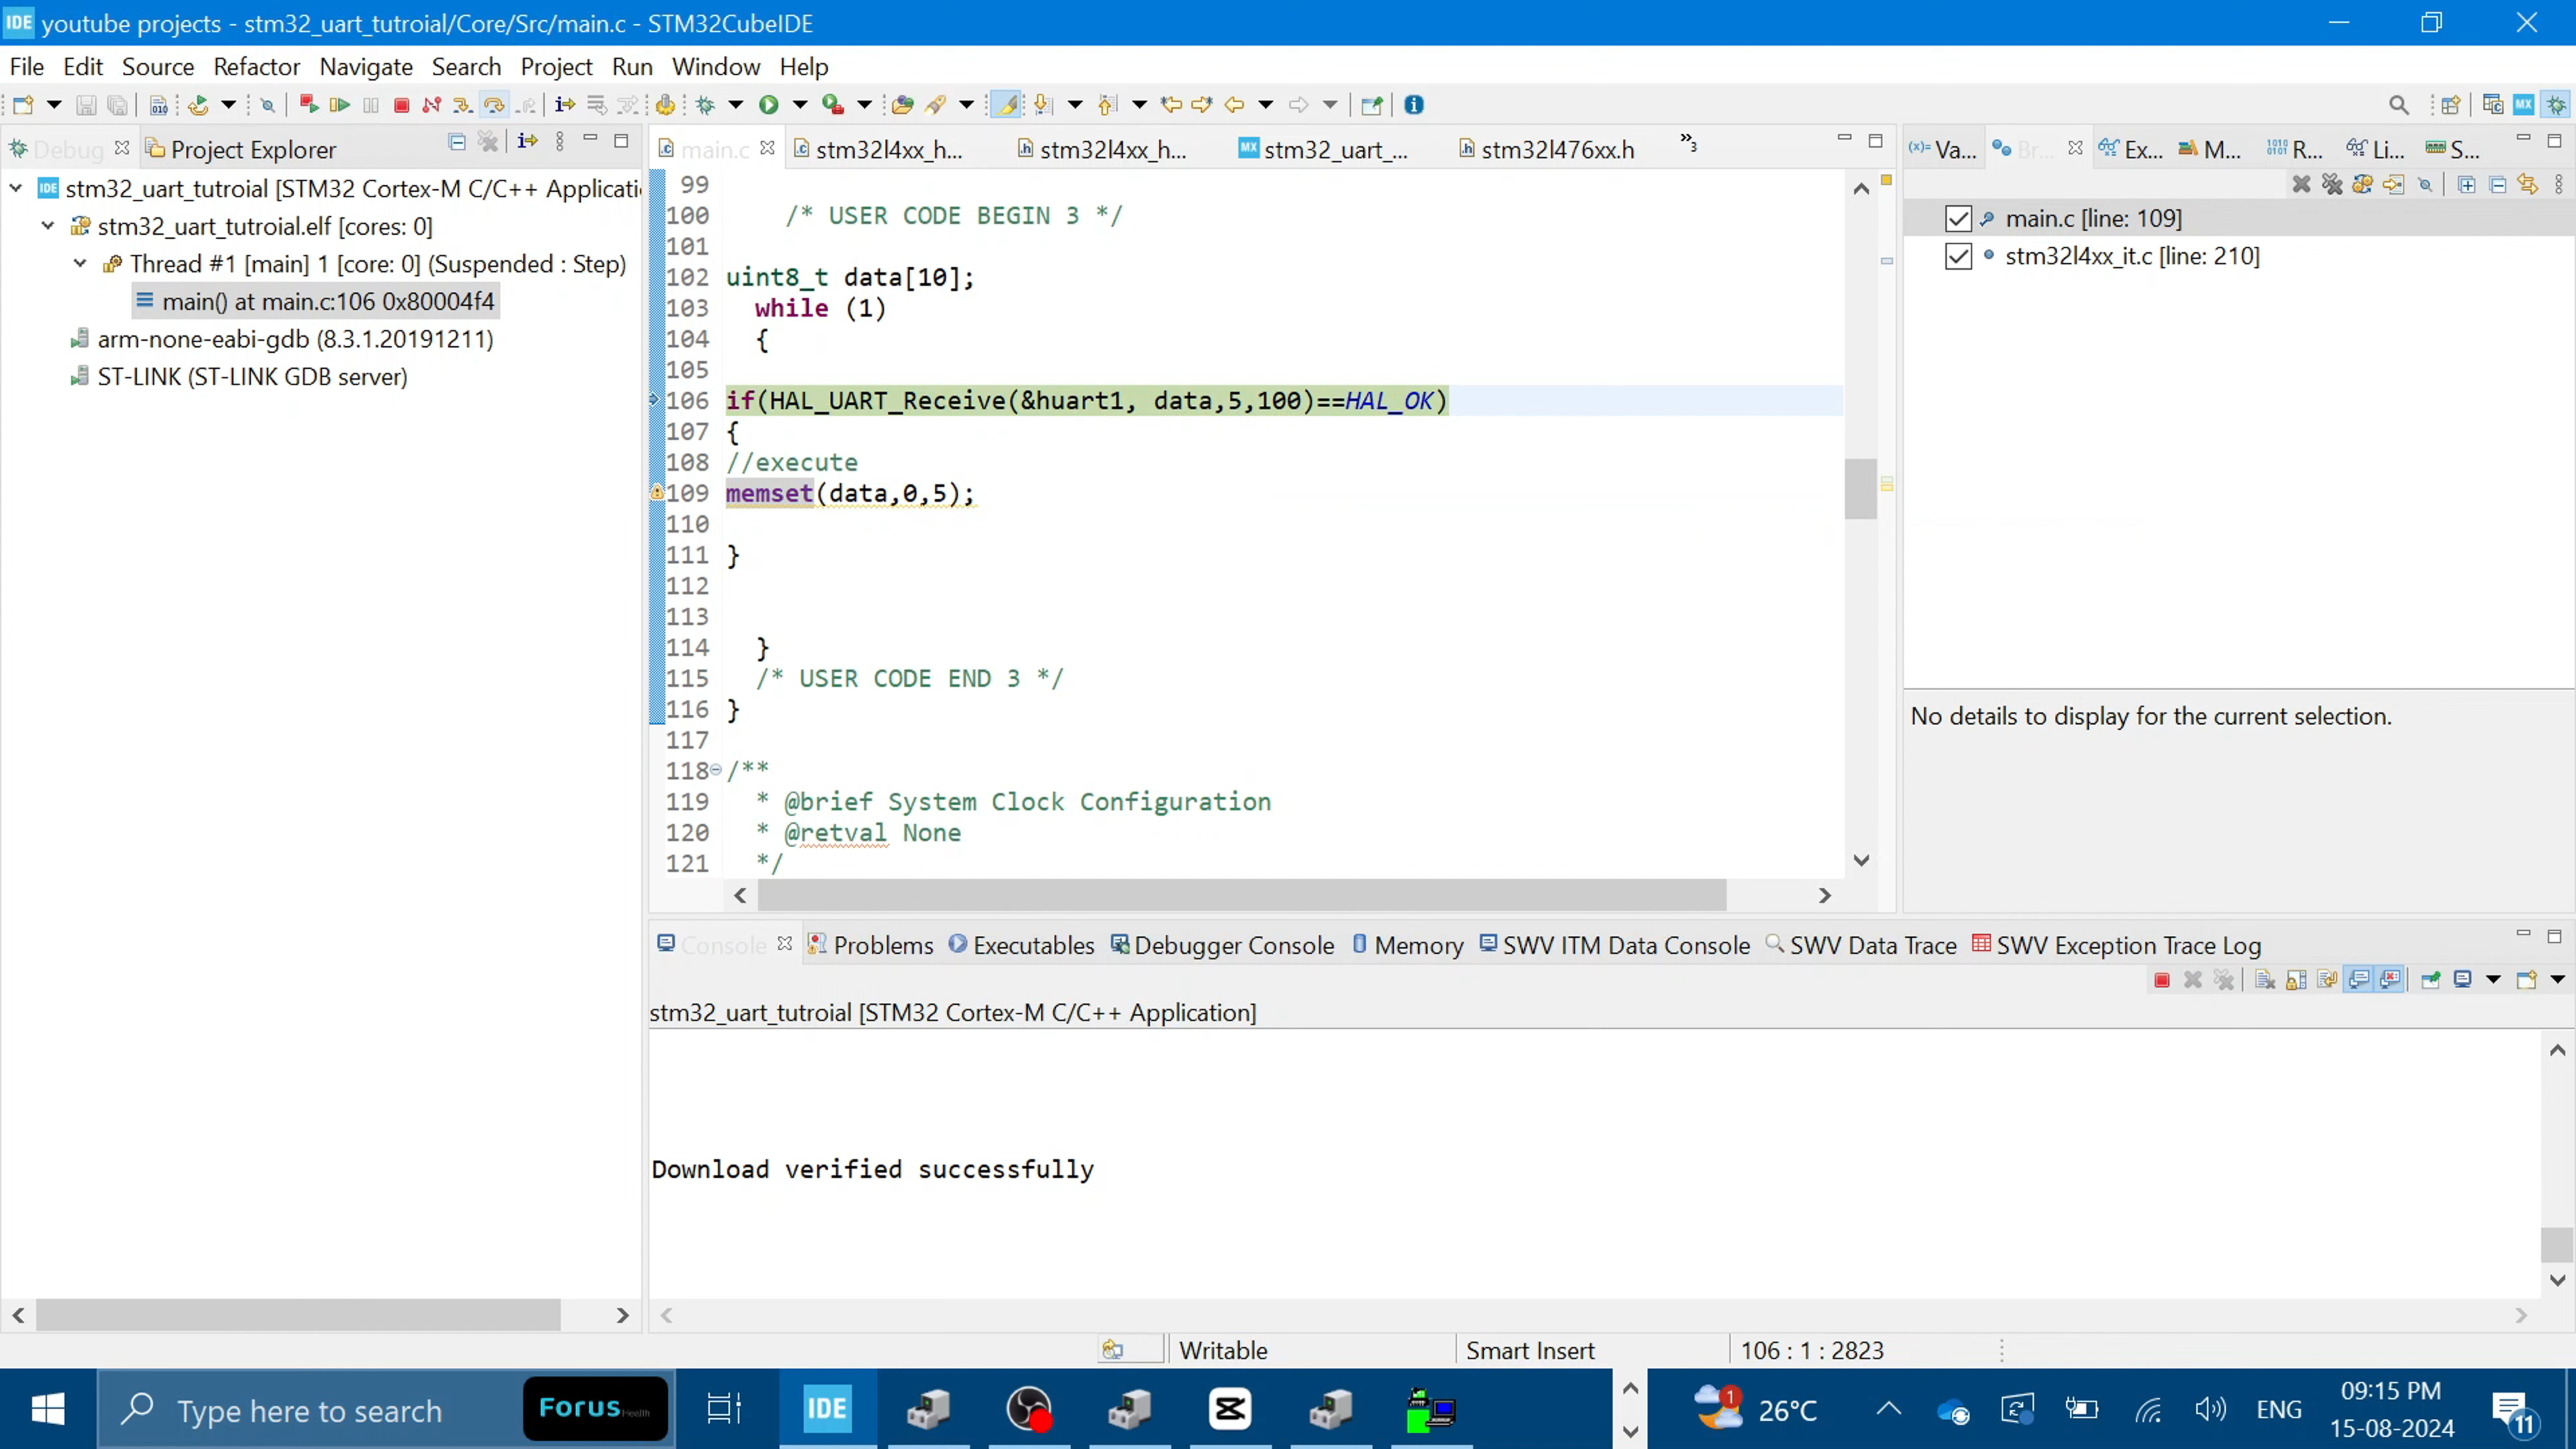 IDE youtube projects - stm32_uart_tutroial/Core/Src/main.c - STM32CubeIDE
File Edit Source Refactor Navigate Search Project Run Window Help
Debug Project Explorer
main.c stm32l4xx_h... stm32l4xx_h... MX stm32_uart_... stm32l476xx.h »3
(x)= Va... Br... Ex... M... R... Li... S...
IDE stm32_uart_tutroial [STM32 Cortex-M C/C++ Applicati
stm32_uart_tutroial.elf [cores: 0]
Thread #1 [main] 1 [core: 0] (Suspended : Step)
main() at main.c:106 0x80004f4
arm-none-eabi-gdb (8.3.1.20191211)
ST-LINK (ST-LINK GDB server)
99
100 /* USER CODE BEGIN 3 */
101
102 uint8_t data[10];
103 while (1)
104 {
105
106 if(HAL_UART_Receive(&huart1, data,5,100)==HAL_OK)
107 {
108 //execute
109 memset(data,0,5);
110
111 }
112
113
114 }
115 /* USER CODE END 3 */
116 }
117
118 /**
119 * @brief System Clock Configuration
120 * @retval None
121 */
main.c [line: 109]
stm32l4xx_it.c [line: 210]
No details to display for the current selection.
Console Problems Executables Debugger Console Memory SWV ITM Data Console SWV Data Trace SWV Exception Trace Log
stm32_uart_tutroial [STM32 Cortex-M C/C++ Application]
Download verified successfully
Writable Smart Insert 106 : 1 : 2823
Type here to search Forus Health IDE 1 26°C ENG 09:15 PM
15-08-2024 11